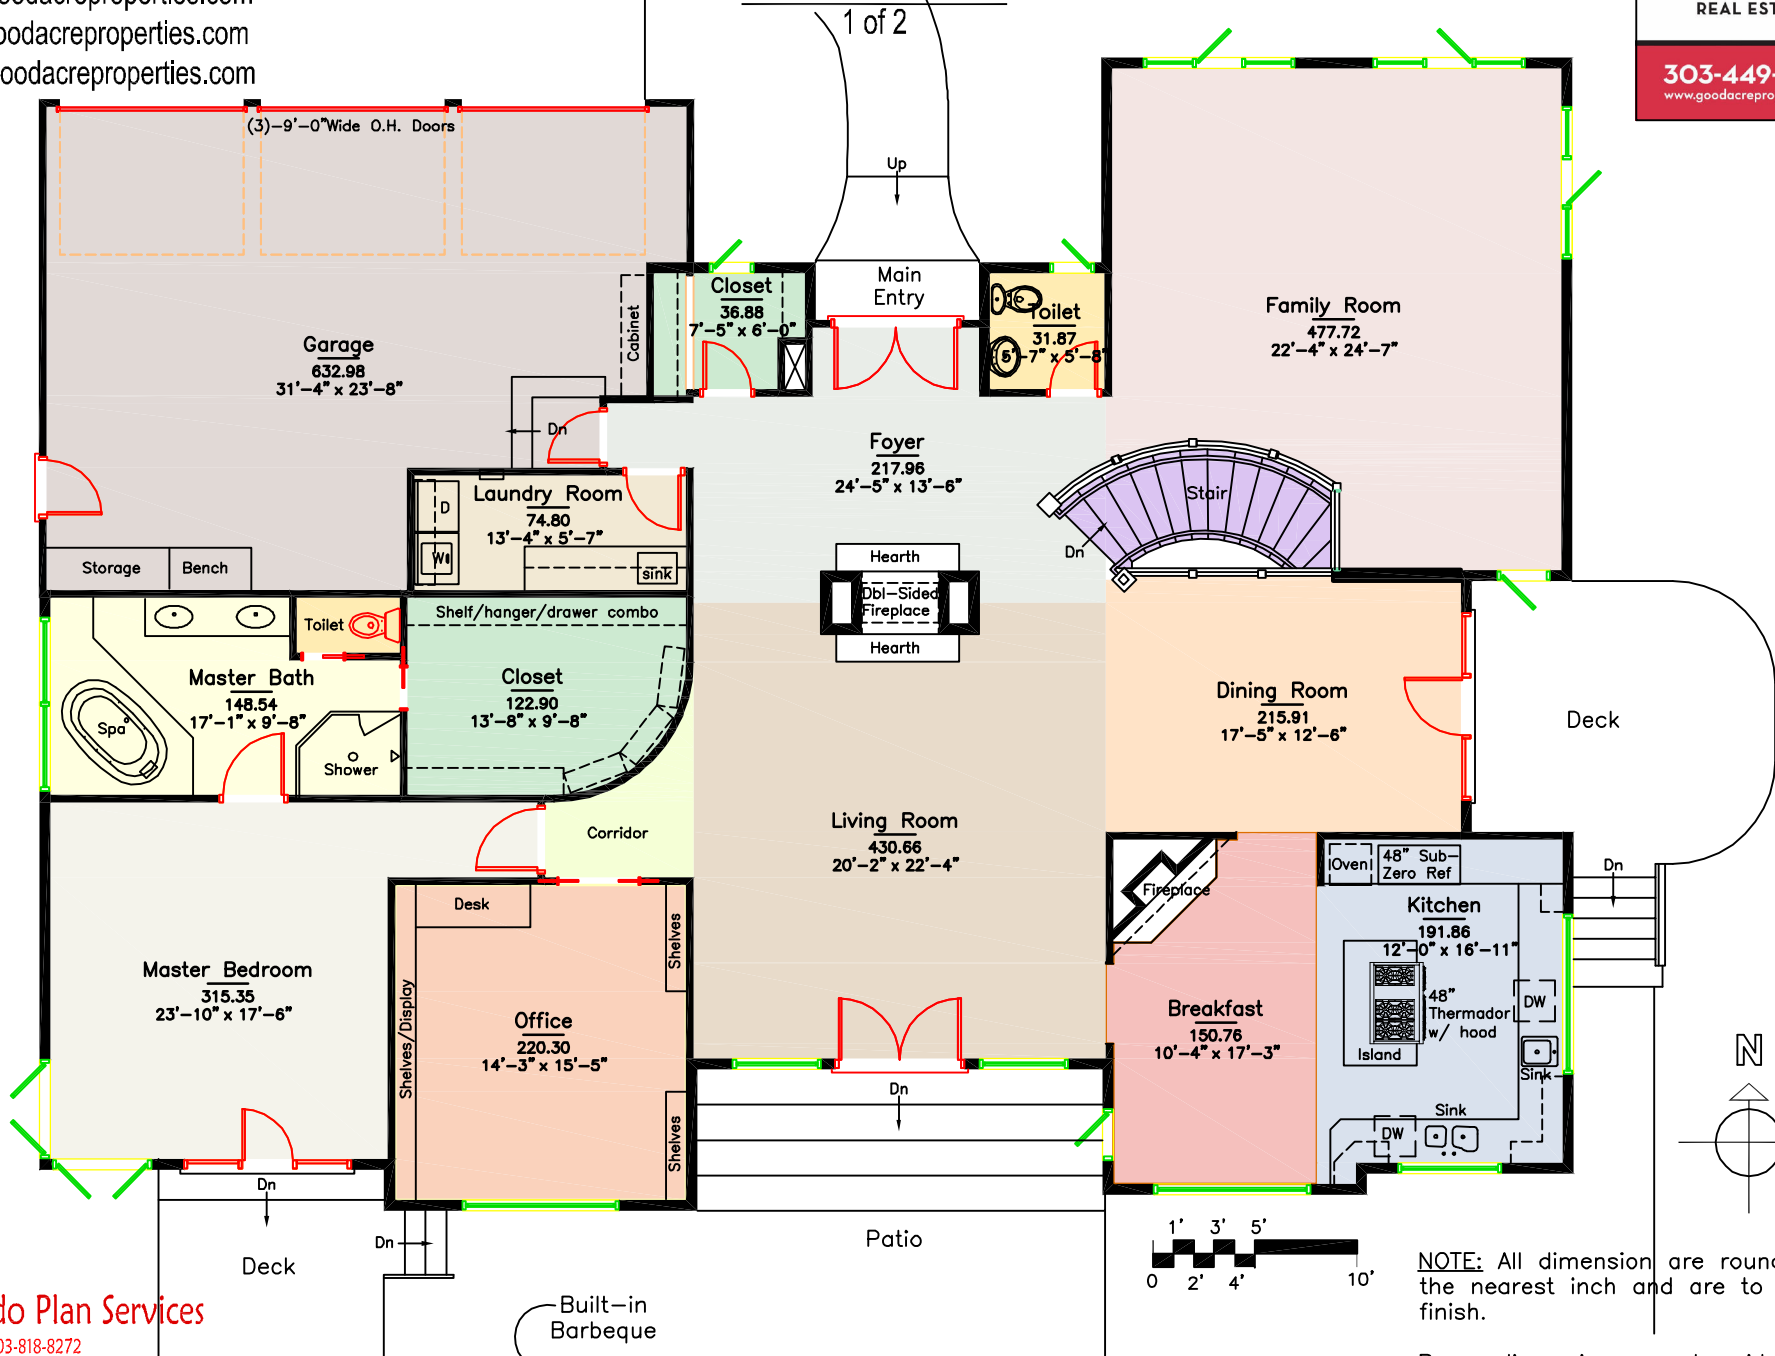 goodacreproperties.com
goodacreproperties.com
goodacreproperties.com
1 of 2
REAL EST
303-449-
www.goodacrepro
(3)-9'-0"Wide O.H. Doors
Up
Main
Entry
Closet
36.88
7'-5" x 6'-0"
Toilet
31.87
5'-7" x 5'-8"
Family Room
477.72
22'-4" x 24'-7"
Cabinet
Garage
632.98
31'-4" x 23'-8"
Dn
Foyer
217.96
24'-5" x 13'-6"
Stair
Dn
Laundry Room
74.80
13'-4" x 5'-7"
D
W
sink
Storage
Bench
Hearth
Dbl-Sided
Fireplace
Hearth
Toilet
Shelf/hanger/drawer combo
Master Bath
148.54
17'-1" x 9'-8"
Spa
Shower
Closet
122.90
13'-8" x 9'-8"
Dining Room
215.91
17'-5" x 12'-6"
Deck
Corridor
Living Room
430.66
20'-2" x 22'-4"
Fireplace
Oven
48" Sub-
Zero Ref
Dn
Kitchen
191.86
12'-0" x 16'-11"
Desk
Shelves
Shelves/Display
Master Bedroom
315.35
23'-10" x 17'-6"
Office
220.30
14'-3" x 15'-5"
Breakfast
150.76
10'-4" x 17'-3"
48"
Thermador
w/ hood
Island
DW
Sink
Sink
DW
N
Shelves
Dn
Dn
Dn
Deck
Patio
1' 3' 5'
0 2' 4' 10'
Built-in
Barbeque
NOTE: All dimension are roun
the nearest inch and are to
finish.
do Plan Services
03-818-8272